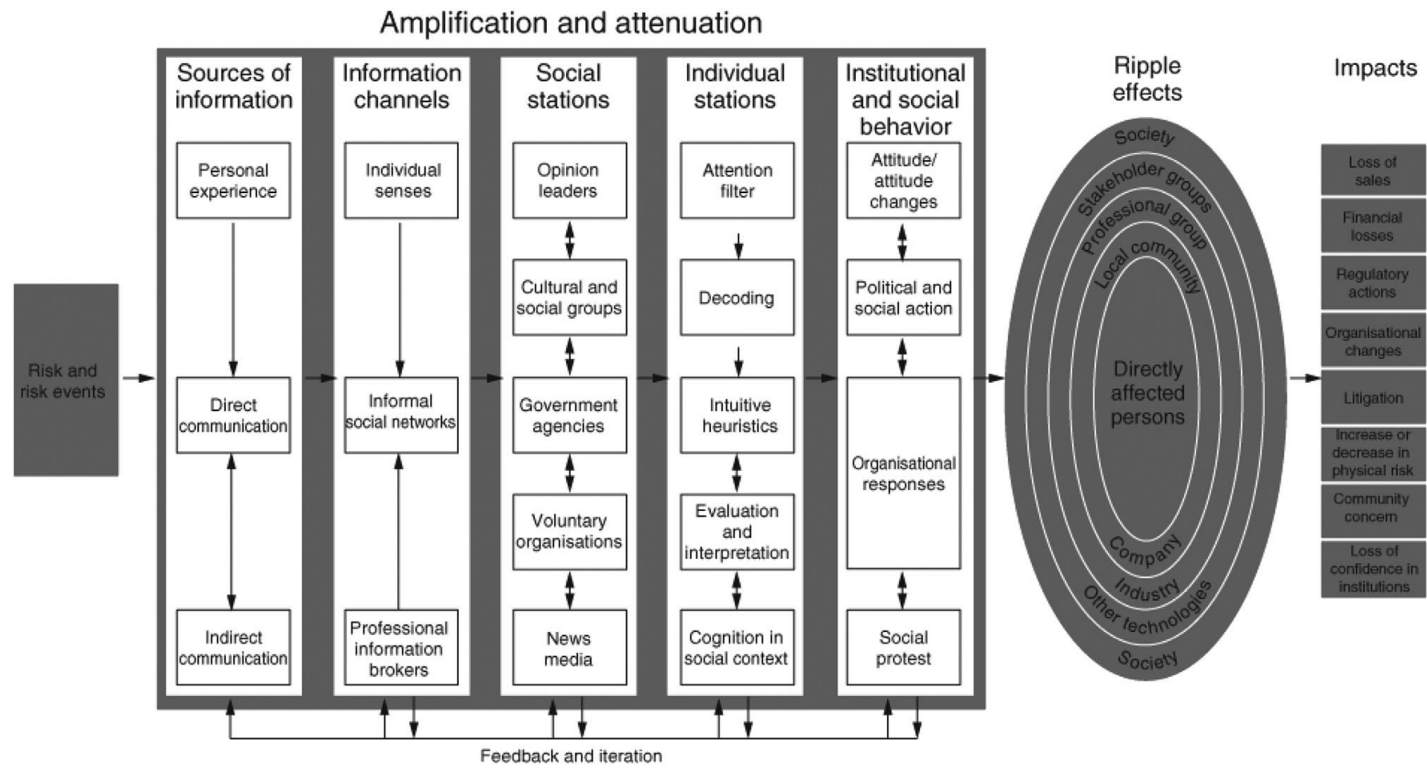 Amplification and attenuation
Sources of
information
Personal
experience
Direct
communication
Indirect
communication
Information
channels
Individual
senses
Informal
social networks
Professional
information
brokers
Social
stations
Opinion
leaders
Cultural and
social groups
Government
agencies
Voluntary
organisations
News
media
Individual
stations
Attention
filter
Decoding
Intuitive
heuristics
Evaluation and
interpretation
Cognition in
social context
Institutional
and social
behavior
Attitude/
attitude
changes
Political and
social action
Organisational
responses
Social
protest
Risk and
risk events
Feedback and iteration
Ripple
effects
Society
Stakeholder groups
Professional group
Local community
Directly
affected
persons
Company
Industry
Other technologies
Society
Impacts
Loss of
sales
Financial
losses
Regulatory
actions
Organisational
changes
Litigation
Increase or
decrease in
physical risk
Community
concern
Loss of
confidence in
institutions